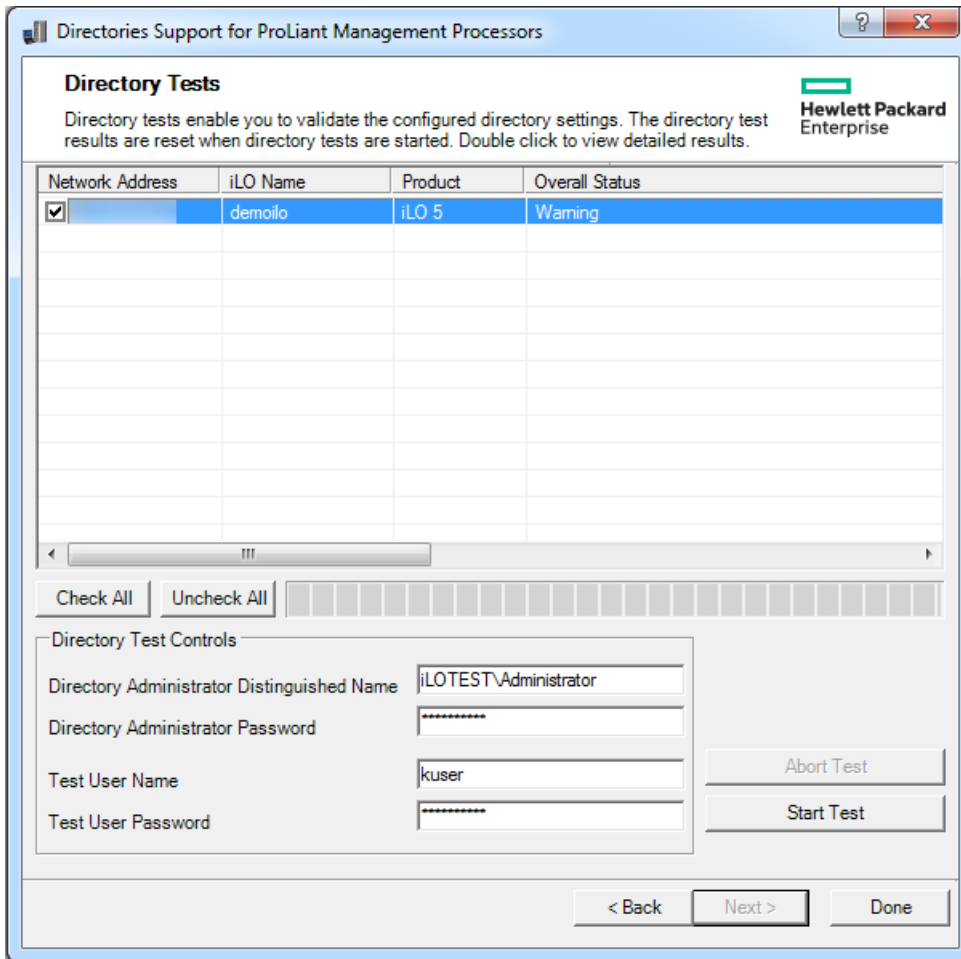 Directories Support for ProLiant Management Processors
?
X
Directory Tests
Directory tests enable you to validate the configured directory settings. The directory test
results are reset when directory tests are started. Double click to view detailed results.
Hewlett Packard
Enterprise
Network Address iLO Name Product Overall Status
demoilo iLO 5 Warning
Check All Uncheck All
Directory Test Controls
Directory Administrator Distinguished Name iLOTEST\Administrator
Directory Administrator Password **********
Test User Name kuser
Abort Test
Test User Password **********
Start Test
< Back Next > Done